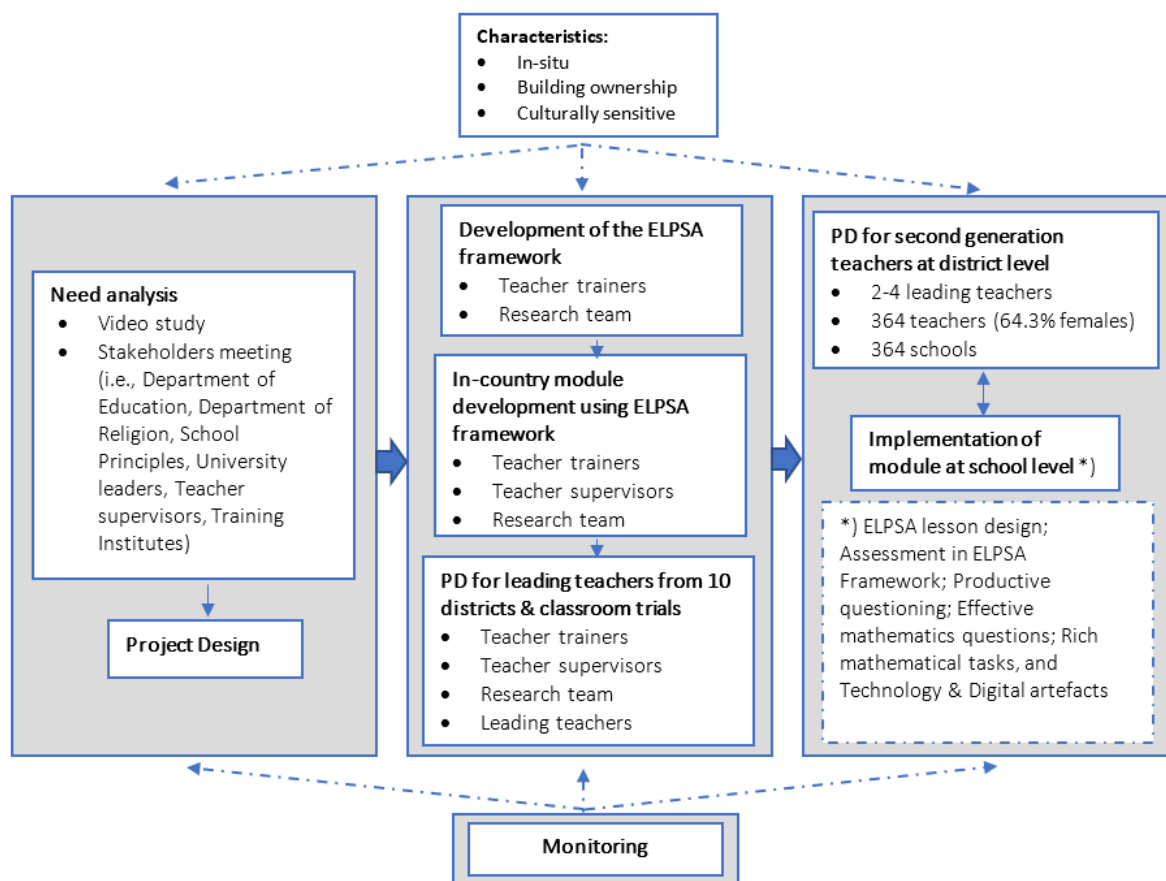 Characteristics:
• In-situ
• Building ownership
• Culturally sensitive
Need analysis
• Video study
• Stakeholders meeting
(i.e., Department of
Education, Department of
Religion, School
Principles, University
leaders, Teacher
supervisors, Training
Institutes)
Project Design
Development of the ELPSA
framework
• Teacher trainers
• Research team
In-country module
development using ELPSA
framework
• Teacher trainers
• Teacher supervisors
• Research team
PD for leading teachers from 10
districts & classroom trials
• Teacher trainers
• Teacher supervisors
• Research team
• Leading teachers
PD for second generation
teachers at district level
• 2-4 leading teachers
• 364 teachers (64.3% females)
• 364 schools
Implementation of
module at school level *)
*) ELPSA lesson design;
Assessment in ELPSA
Framework; Productive
questioning; Effective
mathematics questions; Rich
mathematical tasks, and
Technology & Digital artefacts
Monitoring